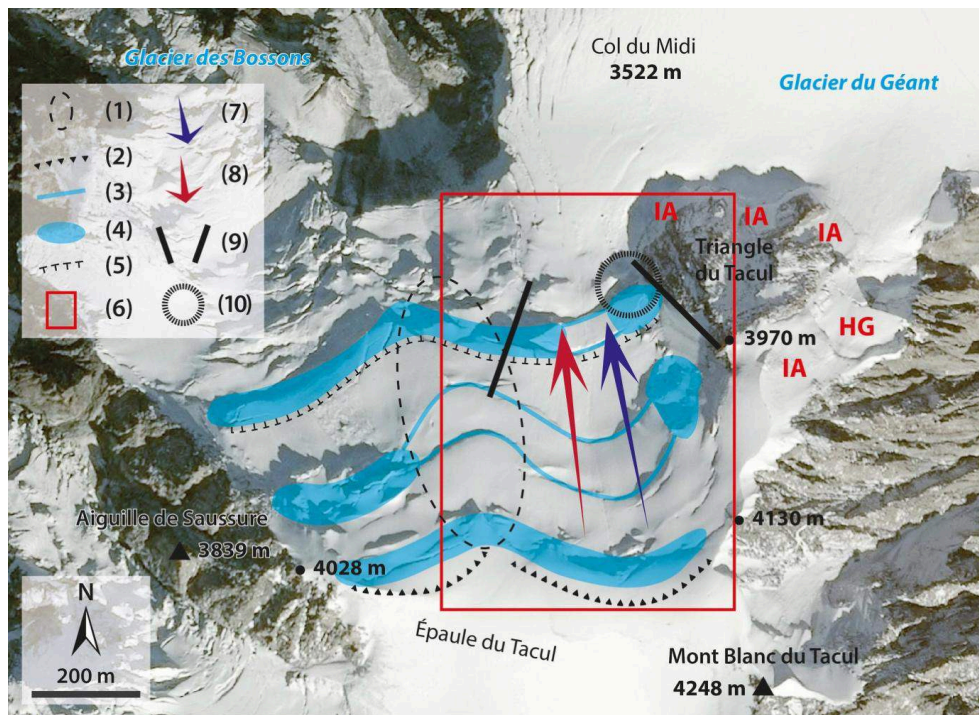 Glacier des Bossons
Col du Midi
3522 m
Glacier du Géant
(1)
(7)
(2)
(8)
(3)
(4)
(9)
(5)
(6)
(10)
IA
IA
IA
Triangle
du Tacul
HG
3970 m
IA
Aiguille de Saussure
3839 m
4130 m
4028 m
N
200 m
Épaule du Tacul
Mont Blanc du Tacul
4248 m